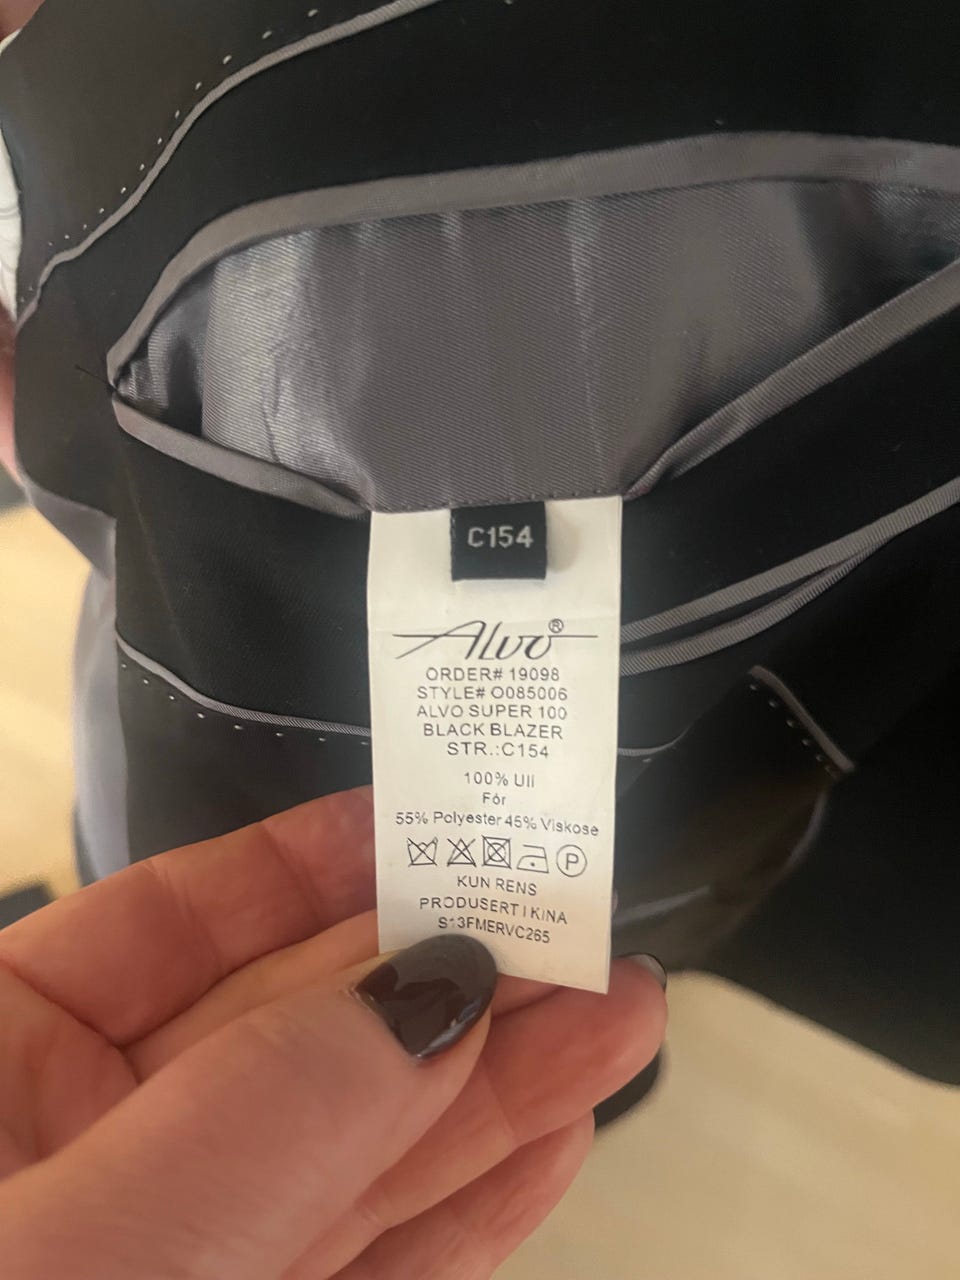 C154
ALVO®
ORDER# 19098
STYLE# O085006
ALVO SUPER 100
BLACK BLAZER
STR.:C154
100% Ull
Fór
55% Polyester 45% Viskose
P
KUN RENS
PRODUSERT I KINA
S13FMERVC265